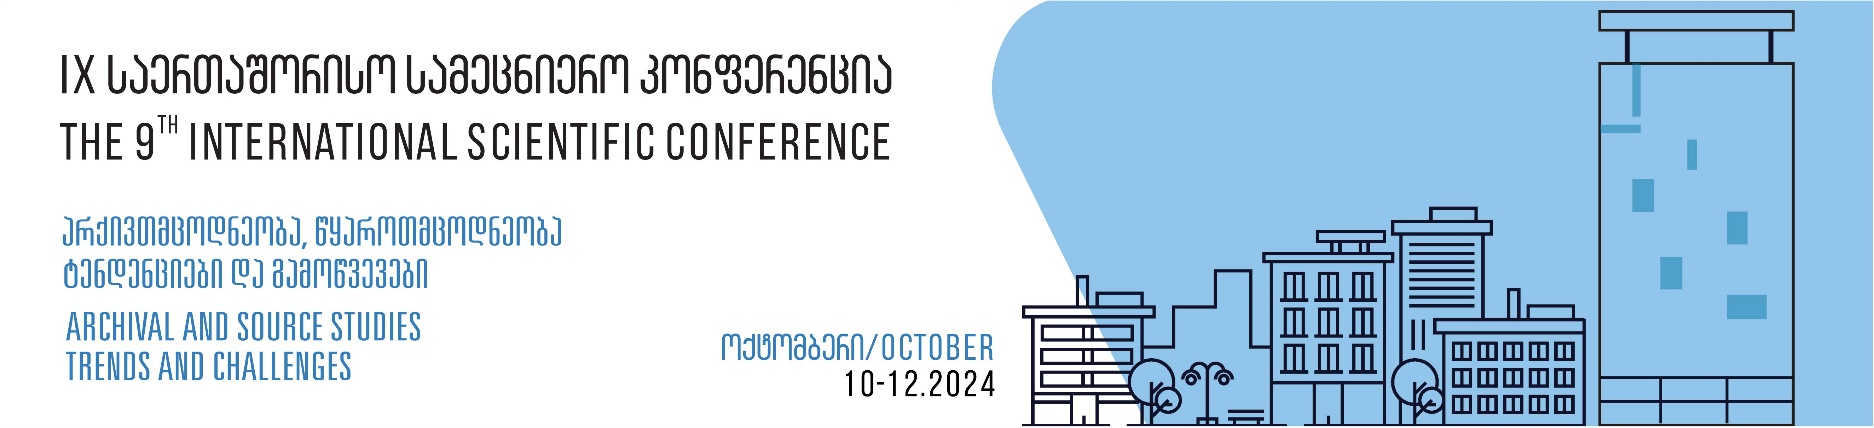 IX საერთაშორისო სამეცნიერო კონფერენცია
THE 9TH INTERNATIONAL SCIENTIFIC CONFERENCE
არქივთმცოდნეობა, წყაროთმცოდნეობა
ტენდენციები და გამოწვევები
ARCHIVAL AND SOURCE STUDIES
TRENDS AND CHALLENGES
ოქტომბერი/OCTOBER
10-12.2024